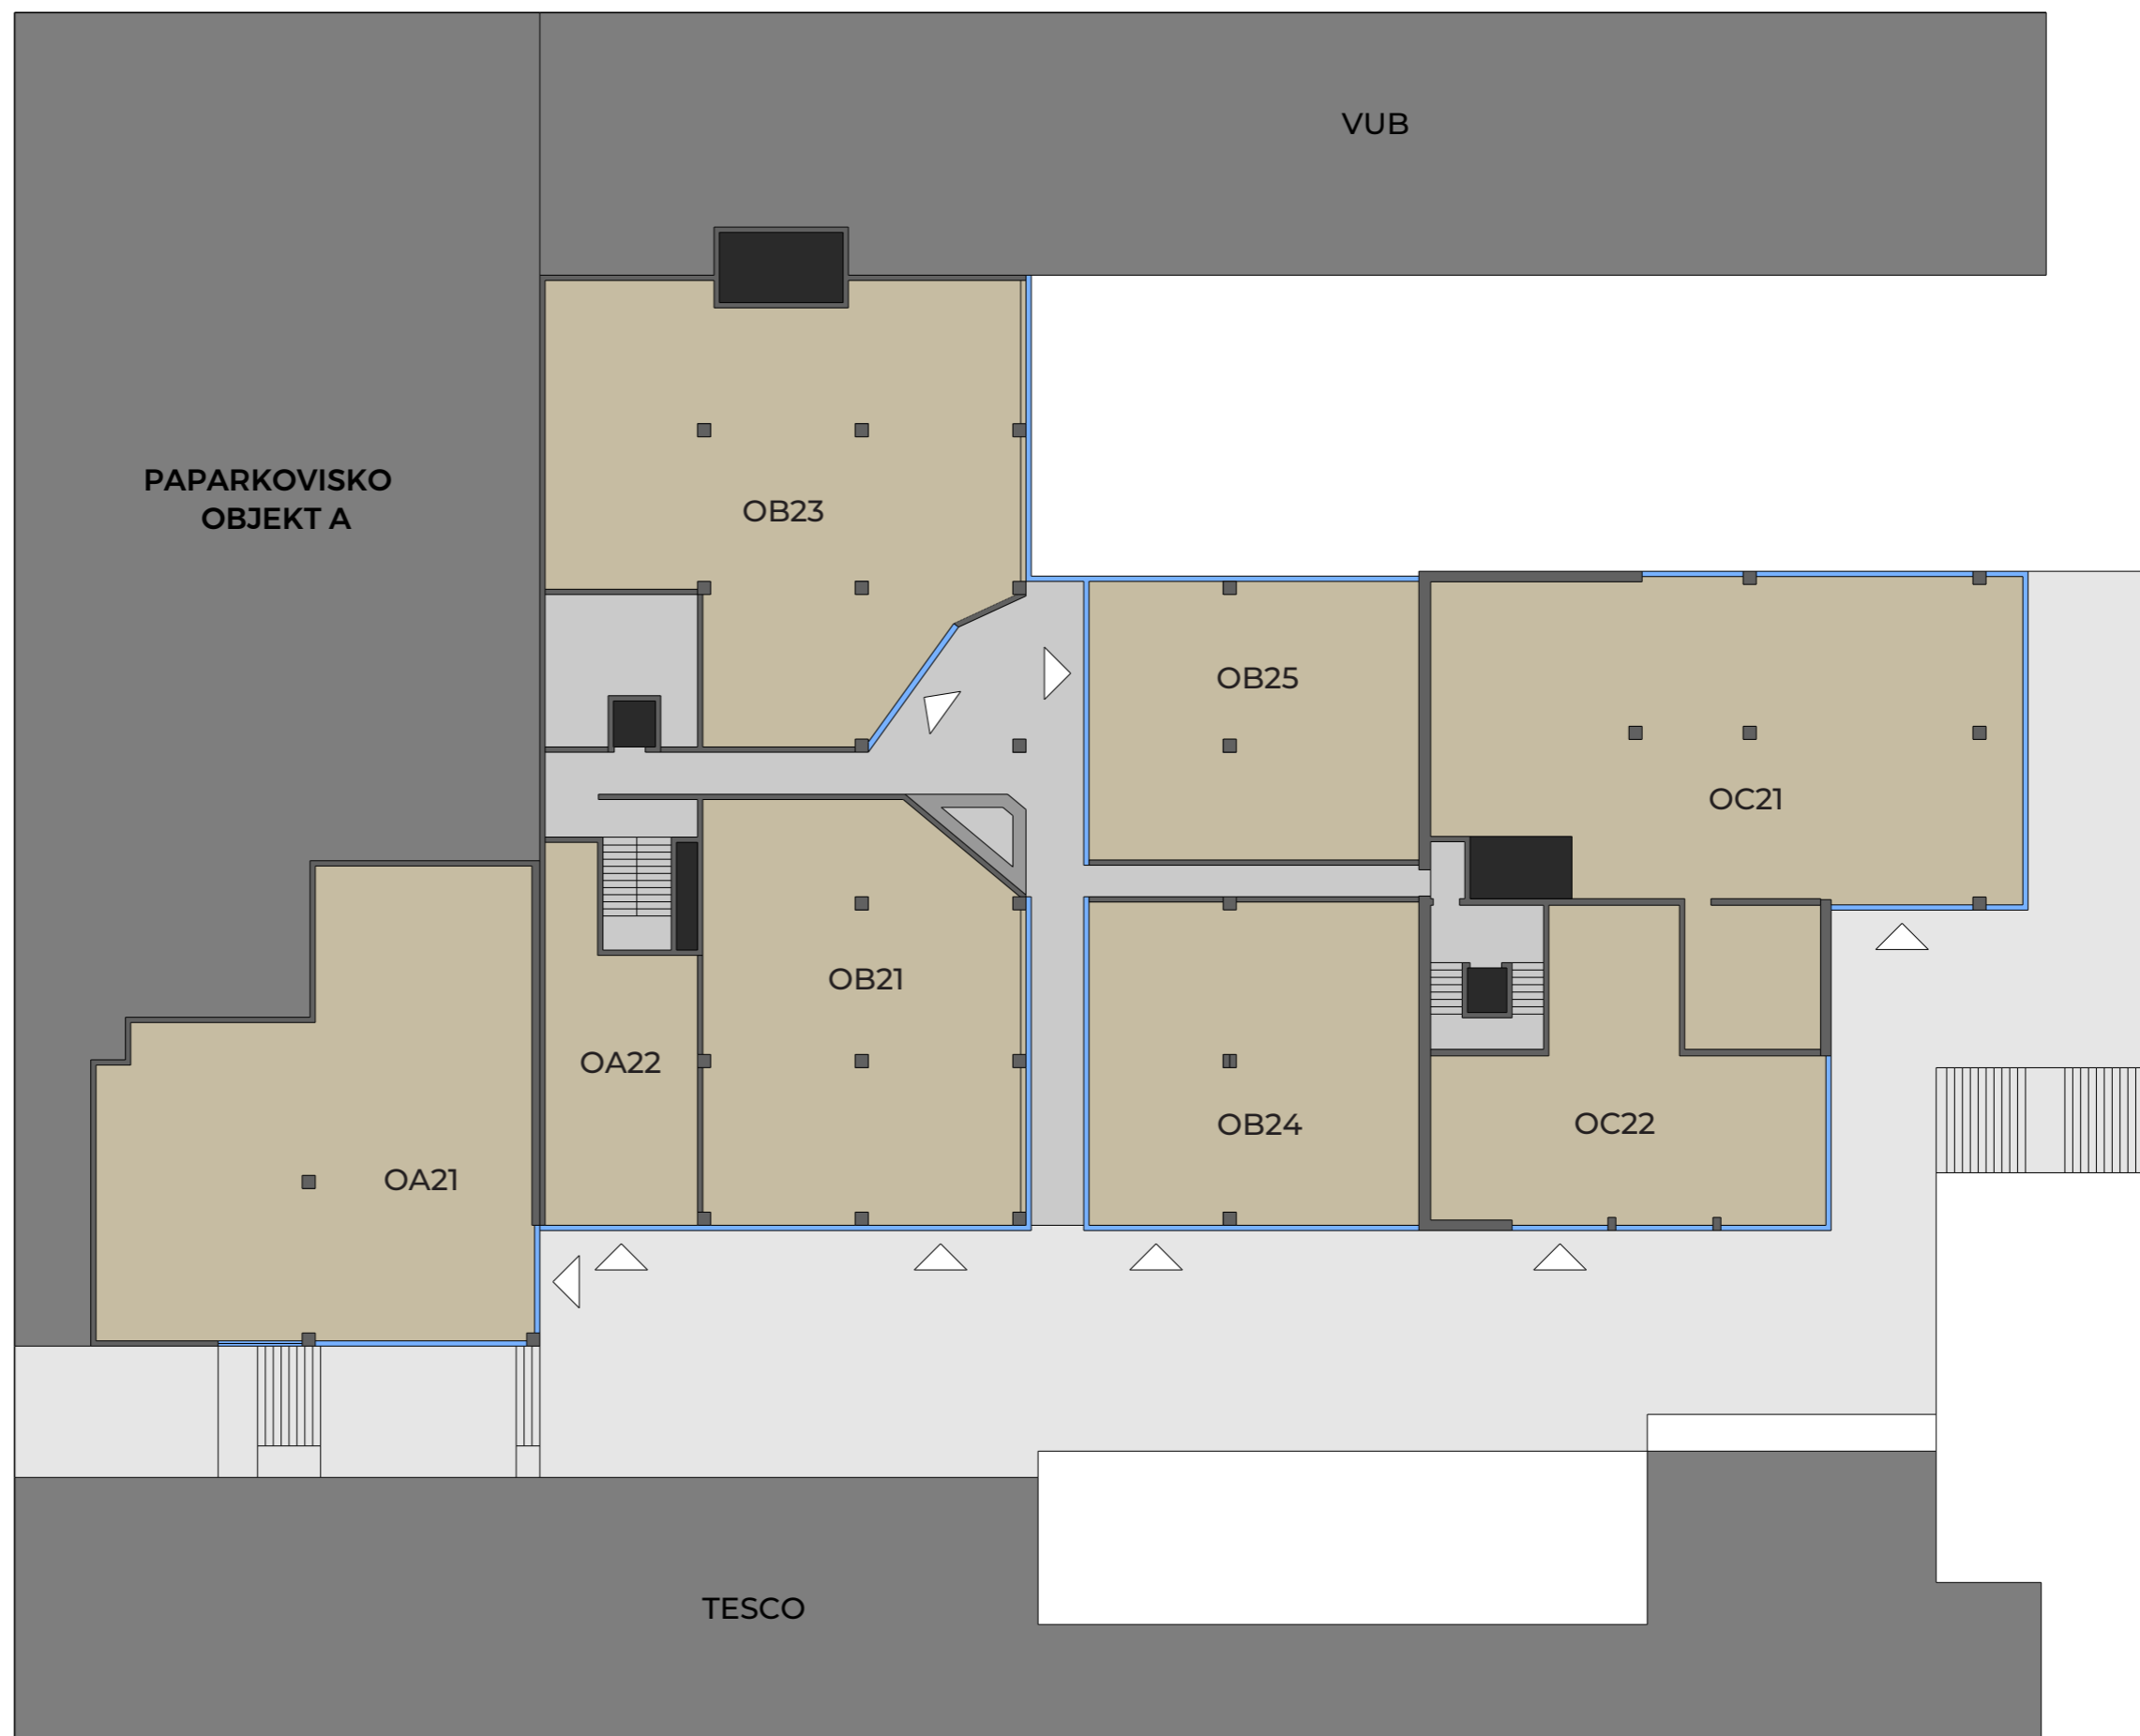 VUB
PAPARKOVISKO
OBJEKT A
OB23
OB25
OC21
OB21
OA22
OB24
OC22
OA21
TESCO